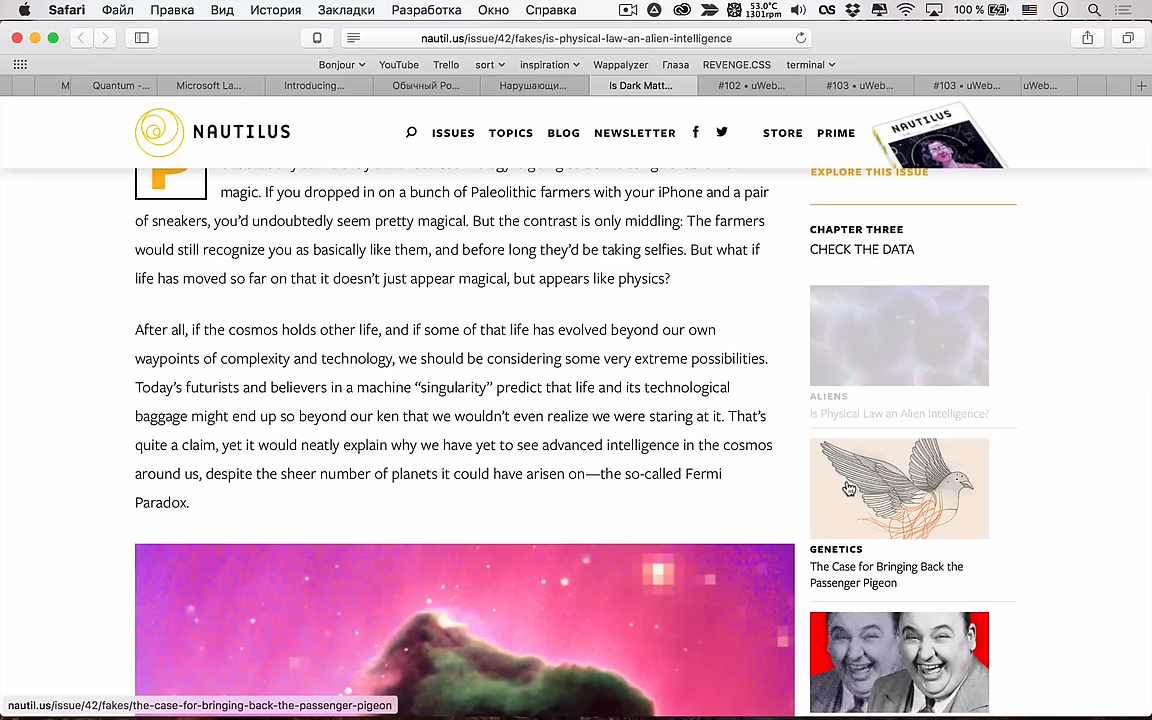 Safari Файл Правка Вид История Закладки Разработка Окно Справка 53.0°C 1301rpm 100 %
nautil.us/issue/42/fakes/is-physical-law-an-alien-intelligence
Bonjour YouTube Trello sort inspiration Wappalyzer Глаза REVENGE.CSS terminal
M Quantum -... Microsoft La... Introducing... Обычный Ро... Нарушающи... Is Dark Matt... #102 • uWeb... #103 • uWeb... #103 • uWeb... uWeb...
NAUTILUS ISSUES TOPICS BLOG NEWSLETTER STORE PRIME NAUTILUS
P
magic. If you dropped in on a bunch of Paleolithic farmers with your iPhone and a pair
of sneakers, you’d undoubtedly seem pretty magical. But the contrast is only middling: The farmers
would still recognize you as basically like them, and before long they’d be taking selfies. But what if
life has moved so far on that it doesn’t just appear magical, but appears like physics?
After all, if the cosmos holds other life, and if some of that life has evolved beyond our own
waypoints of complexity and technology, we should be considering some very extreme possibilities.
Today’s futurists and believers in a machine “singularity” predict that life and its technological
baggage might end up so beyond our ken that we wouldn’t even realize we were staring at it. That’s
quite a claim, yet it would neatly explain why we have yet to see advanced intelligence in the cosmos
around us, despite the sheer number of planets it could have arisen on—the so-called Fermi
Paradox.
EXPLORE THIS ISSUE
CHAPTER THREE
CHECK THE DATA
ALIENS
Is Physical Law an Alien Intelligence?
GENETICS
The Case for Bringing Back the
Passenger Pigeon
nautil.us/issue/42/fakes/the-case-for-bringing-back-the-passenger-pigeon